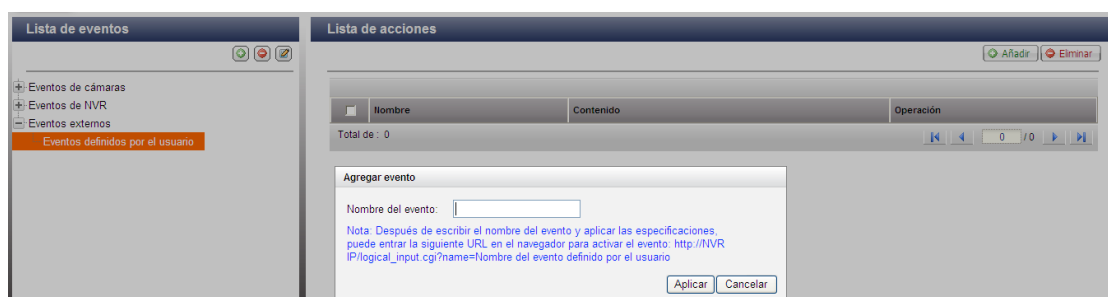 Lista de eventos
Lista de acciones
Añadir
Eliminar
Eventos de cámaras
Eventos de NVR
Eventos externos
Eventos definidos por el usuario
Nombre
Contenido
Operación
Total de : 0
0 / 0
Agregar evento
Nombre del evento:
Nota: Después de escribir el nombre del evento y aplicar las especificaciones,
puede entrar la siguiente URL en el navegador para activar el evento: http://NVR
IP/logical_input.cgi?name=Nombre del evento definido por el usuario
Aplicar
Cancelar